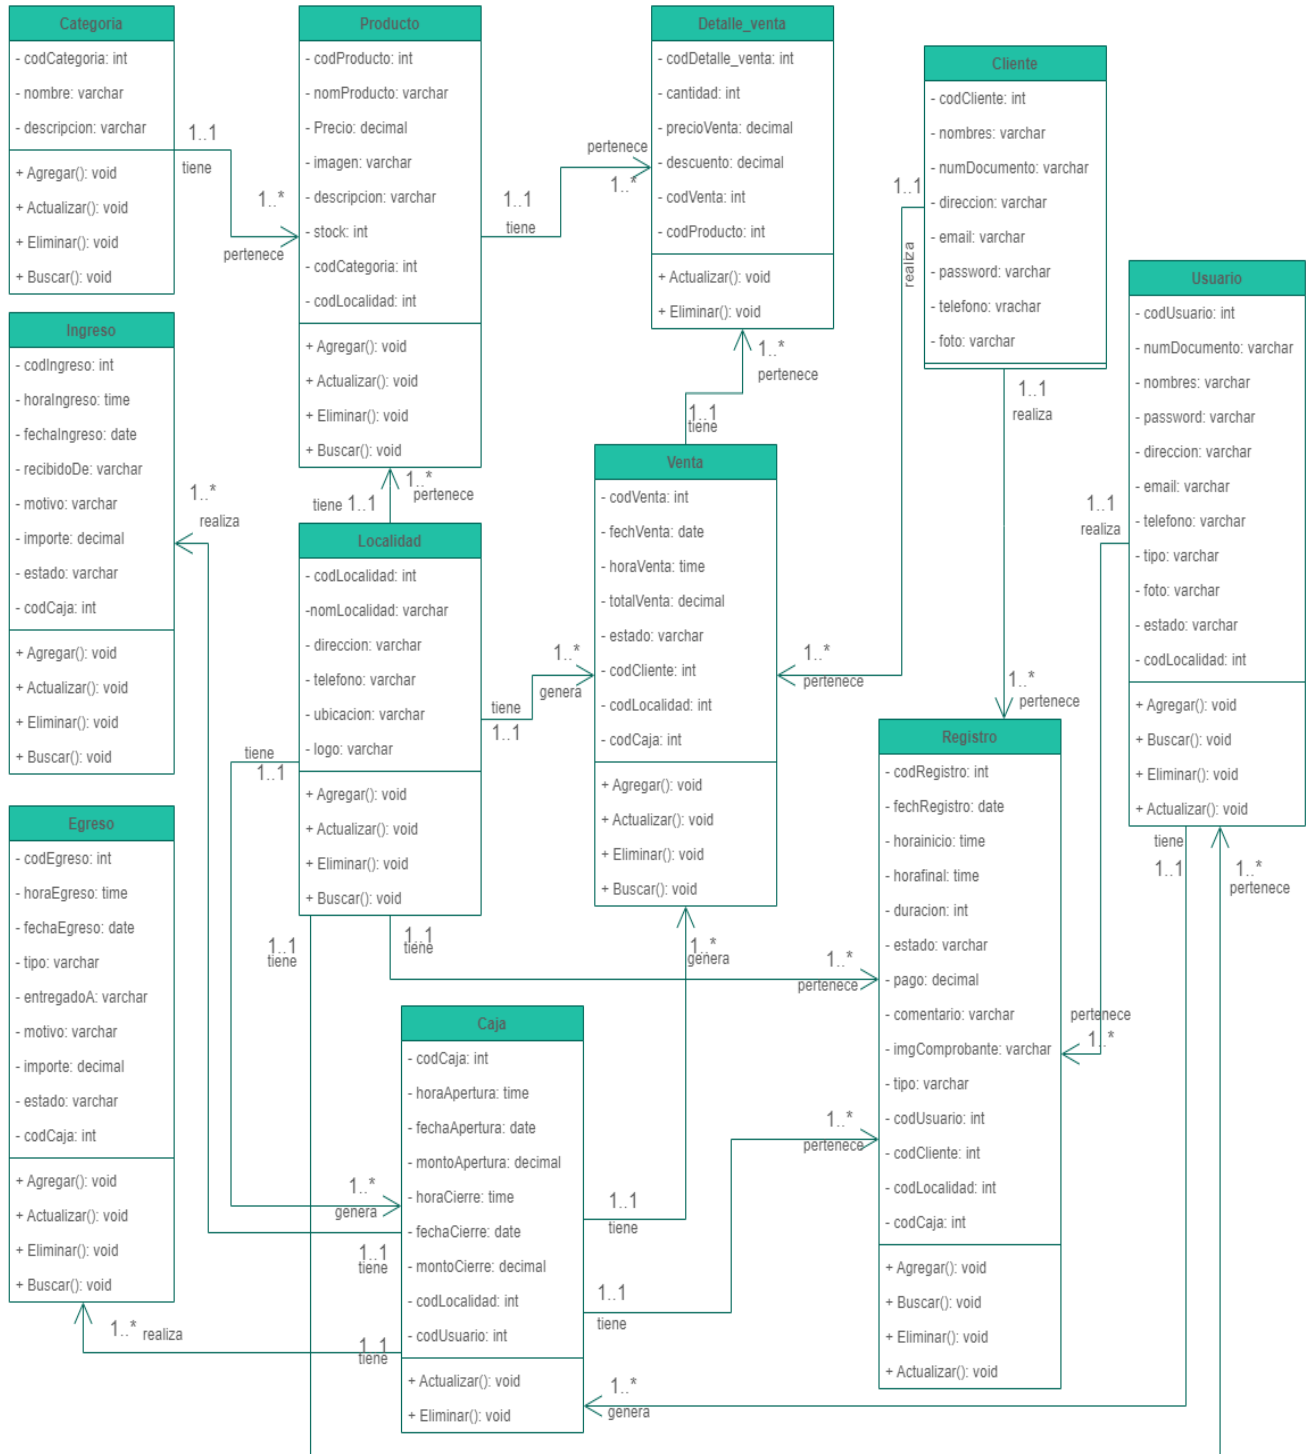 Categoria
- codCategoria: int
- nombre: varchar
- descripcion: varchar
+ Agregar(): void
+ Actualizar(): void
+ Eliminar(): void
+ Buscar(): void
1..1
tiene
1..*
pertenece
Producto
- codProducto: int
- nomProducto: varchar
- Precio: decimal
- imagen: varchar
- descripcion: varchar
- stock: int
- codCategoria: int
- codLocalidad: int
+ Agregar(): void
+ Actualizar(): void
+ Eliminar(): void
+ Buscar(): void
1..1
tiene
pertenece
1..*
Detalle_venta
- codDetalle_venta: int
- cantidad: int
- precioVenta: decimal
- descuento: decimal
- codVenta: int
- codProducto: int
+ Actualizar(): void
+ Eliminar(): void
1..*
pertenece
1..1
tiene
Cliente
- codCliente: int
- nombres: varchar
- numDocumento: varchar
- direccion: varchar
- email: varchar
- password: varchar
- telefono: vrachar
- foto: varchar
1..1
realiza
1..1
realiza
Usuario
- codUsuario: int
- numDocumento: varchar
- nombres: varchar
- password: varchar
- direccion: varchar
- email: varchar
- telefono: varchar
- tipo: varchar
- foto: varchar
- estado: varchar
- codLocalidad: int
+ Agregar(): void
+ Buscar(): void
+ Eliminar(): void
+ Actualizar(): void
1..1
realiza
tiene
1..1
1..*
pertenece
Ingreso
- codIngreso: int
- horaIngreso: time
- fechaIngreso: date
- recibidoDe: varchar
- motivo: varchar
- importe: decimal
- estado: varchar
- codCaja: int
+ Agregar(): void
+ Actualizar(): void
+ Eliminar(): void
+ Buscar(): void
1..*
realiza
1..*
pertenece
tiene 1..1
Localidad
- codLocalidad: int
-nomLocalidad: varchar
- direccion: varchar
- telefono: varchar
- ubicacion: varchar
- logo: varchar
+ Agregar(): void
+ Actualizar(): void
+ Eliminar(): void
+ Buscar(): void
tiene
1..1
tiene
1..1
1..*
genera
1..1
tiene
1..1
tiene
Venta
- codVenta: int
- fechVenta: date
- horaVenta: time
- totalVenta: decimal
- estado: varchar
- codCliente: int
- codLocalidad: int
- codCaja: int
+ Agregar(): void
+ Actualizar(): void
+ Eliminar(): void
+ Buscar(): void
1..*
pertenece
1..*
genera
1..*
pertenece
Registro
- codRegistro: int
- fechRegistro: date
- horainicio: time
- horafinal: time
- duracion: int
- estado: varchar
- pago: decimal
- comentario: varchar
- imgComprobante: varchar
- tipo: varchar
- codUsuario: int
- codCliente: int
- codLocalidad: int
- codCaja: int
+ Agregar(): void
+ Buscar(): void
+ Eliminar(): void
+ Actualizar(): void
1..*
pertenece
pertenece
1..*
1..*
pertenece
Egreso
- codEgreso: int
- horaEgreso: time
- fechaEgreso: date
- tipo: varchar
- entregadoA: varchar
- motivo: varchar
- importe: decimal
- estado: varchar
- codCaja: int
+ Agregar(): void
+ Actualizar(): void
+ Eliminar(): void
+ Buscar(): void
1..* realiza
Caja
- codCaja: int
- horaApertura: time
- fechaApertura: date
- montoApertura: decimal
- horaCierre: time
- fechaCierre: date
- montoCierre: decimal
- codLocalidad: int
- codUsuario: int
+ Actualizar(): void
+ Eliminar(): void
1..*
genera
1..1
tiene
1..1
tiene
1..1
tiene
1..1
tiene
1..*
genera